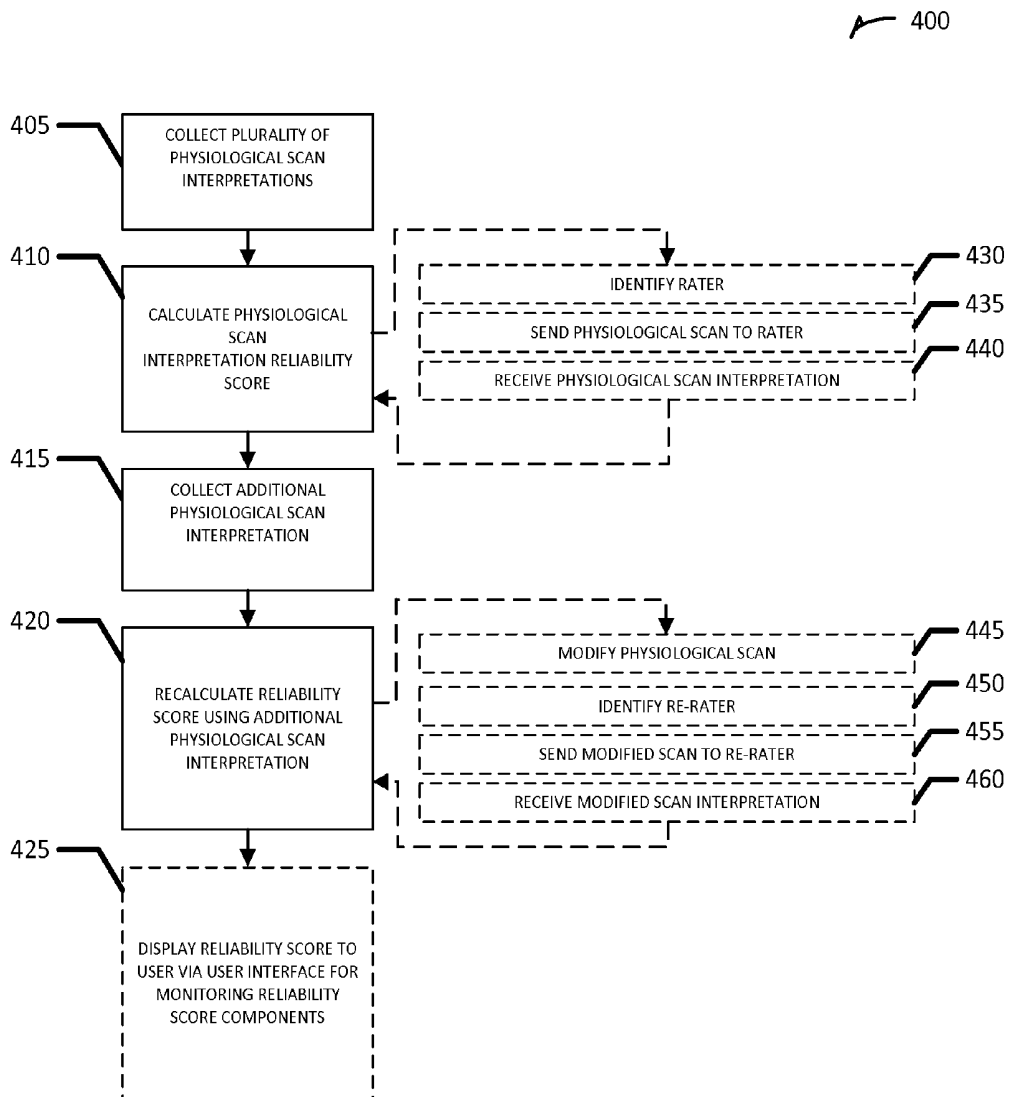 400
405
COLLECT PLURALITY OF
PHYSIOLOGICAL SCAN
INTERPRETATIONS
410
CALCULATE PHYSIOLOGICAL
SCAN
INTERPRETATION RELIABILITY
SCORE
430
IDENTIFY RATER
435
SEND PHYSIOLOGICAL SCAN TO RATER
440
RECEIVE PHYSIOLOGICAL SCAN INTERPRETATION
415
COLLECT ADDITIONAL
PHYSIOLOGICAL SCAN
INTERPRETATION
420
RECALCULATE RELIABILITY
SCORE USING ADDITIONAL
PHYSIOLOGICAL SCAN
INTERPRETATION
445
MODIFY PHYSIOLOGICAL SCAN
450
IDENTIFY RE-RATER
455
SEND MODIFIED SCAN TO RE-RATER
460
RECEIVE MODIFIED SCAN INTERPRETATION
425
DISPLAY RELIABILITY SCORE TO
USER VIA USER INTERFACE FOR
MONITORING RELIABILITY
SCORE COMPONENTS